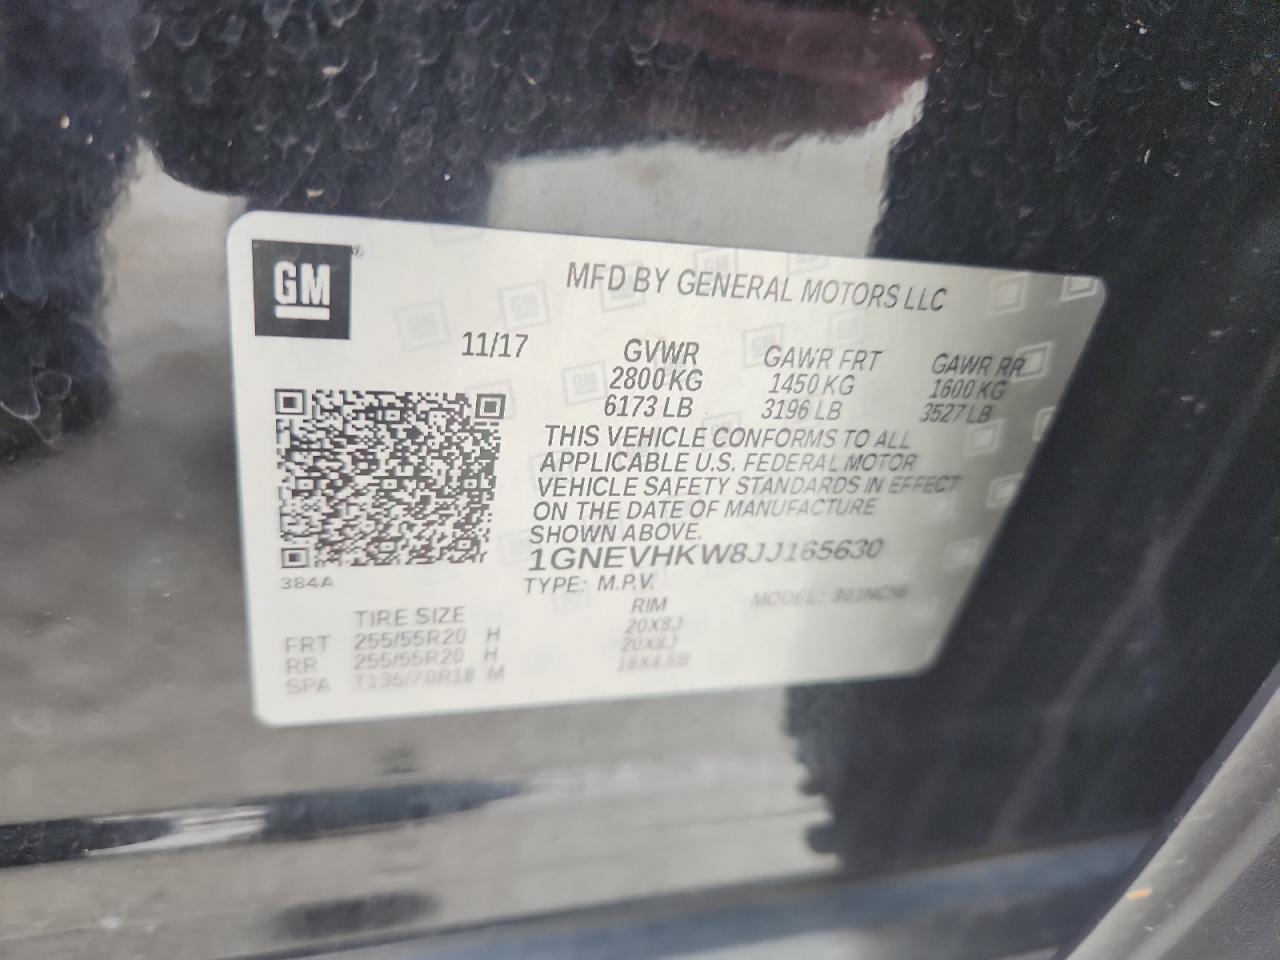 GM
MFD BY GENERAL MOTORS LLC
11/17
GVWR GAWR FRT GAWR RR
2800 KG 1450 KG 1600 KG
6173 LB 3196 LB 3527 LB
THIS VEHICLE CONFORMS TO ALL
APPLICABLE U.S. FEDERAL MOTOR
VEHICLE SAFETY STANDARDS IN EFFECT
ON THE DATE OF MANUFACTURE
SHOWN ABOVE.
1GNEVHKW8JJ165630
384A
TYPE: M.P.V. MODEL:
TIRE SIZE RIM
FRT 255/55R20 H 20X8J
RR 255/55R20 H 20X8J
SPA T135/70R18 M 18X4.5B